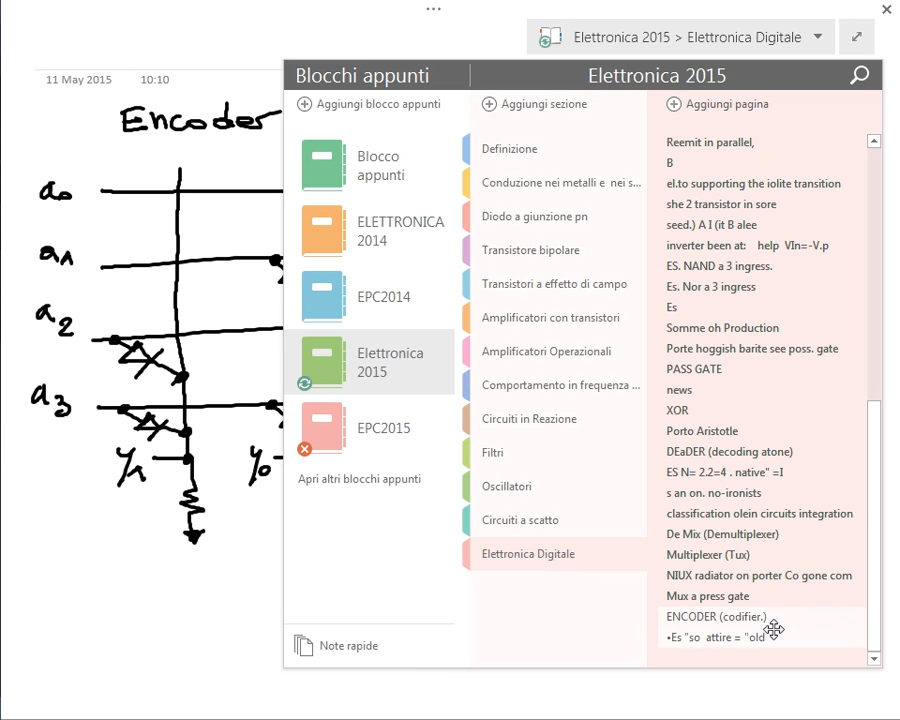 Elettronica 2015 > Elettronica Digitale
Blocchi appunti
Elettronica 2015
11 May 2015 10:10
Encoder
a0
a1
a2
a3
y1
y0
Aggiungi blocco appunti
Blocco
appunti
ELETTRONICA
2014
EPC2014
Elettronica
2015
EPC2015
Apri altri blocchi appunti
Note rapide
Aggiungi sezione
Definizione
Conduzione nei metalli e nei s...
Diodo a giunzione pn
Transistore bipolare
Transistori a effetto di campo
Amplificatori con transistori
Amplificatori Operazionali
Comportamento in frequenza ...
Circuiti in Reazione
Filtri
Oscillatori
Circuiti a scatto
Elettronica Digitale
Aggiungi pagina
Reemit in parallel,
B
el.to supporting the iolite transition
she 2 transistor in sore
seed.) A I (it B alee
inverter been at: help VIn=-V.p
ES. NAND a 3 ingress.
Es. Nor a 3 ingress
Es
Somme oh Production
Porte hoggish barite see poss. gate
PASS GATE
news
XOR
Porto Aristotle
DEaDER (decoding atone)
ES N= 2.2=4 . native" =I
s an on. no-ironists
classification olein circuits integration
De Mix (Demultiplexer)
Multiplexer (Tux)
NIUX radiator on porter Co gone com
Mux a press gate
ENCODER (codifier.)
•Es "so attire = "old